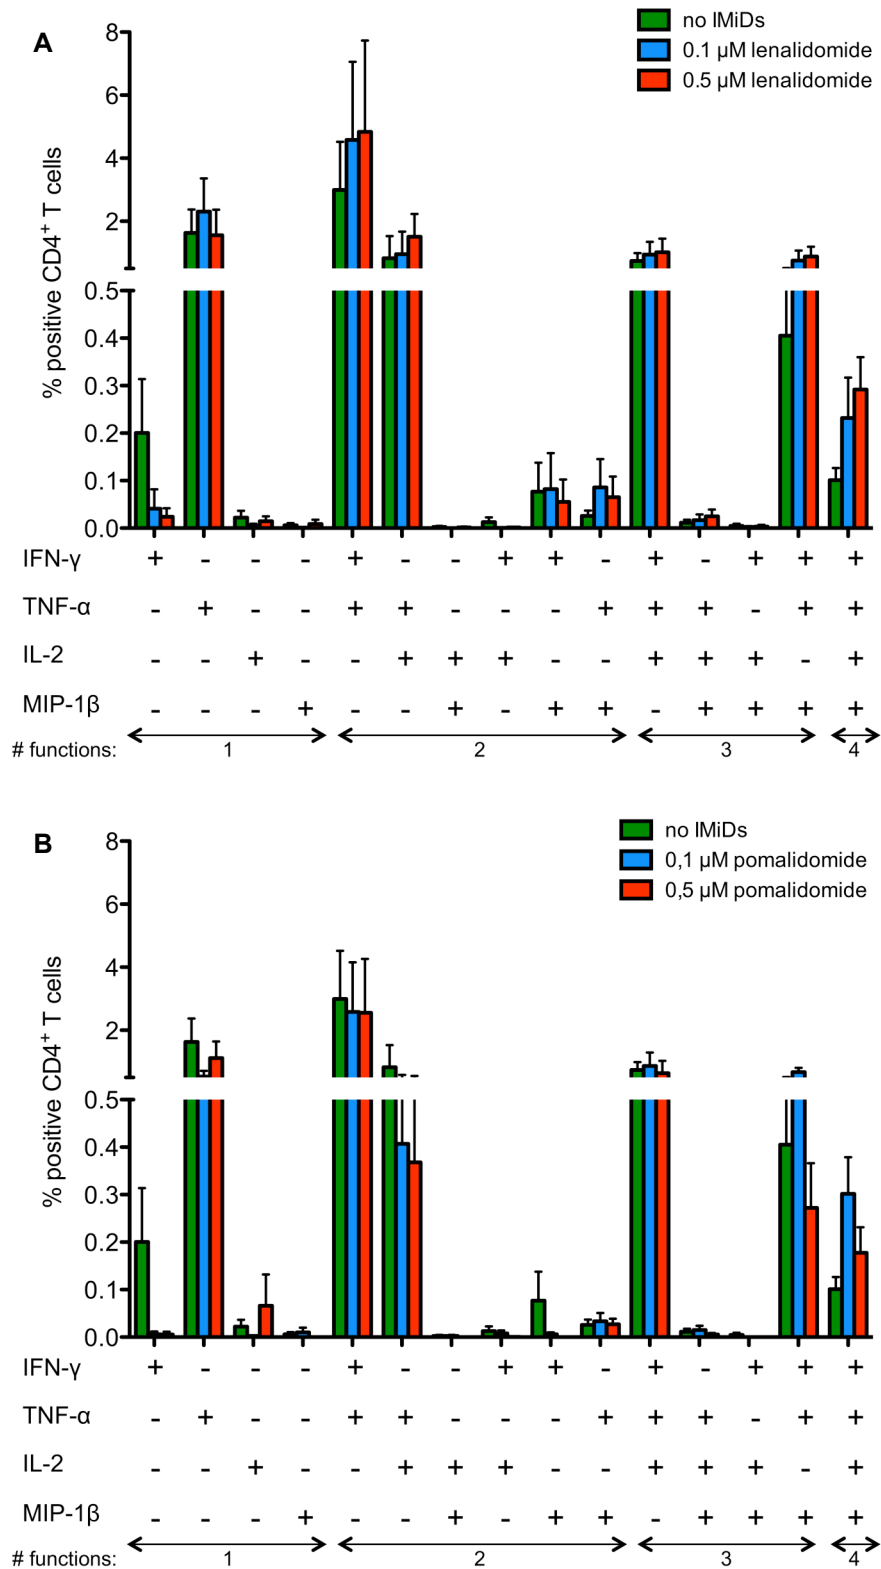 A
no IMiDs
0.1 µM lenalidomide
0.5 µM lenalidomide
% positive CD4+ T cells
8
6
4
2
0.5
0.4
0.3
0.2
0.1
0.0
IFN-γ + - - - + - - + + - + - + + +
TNF-α - + - - + + - - - + + + - + +
IL-2 - - + - - + + + - - + + + - +
MIP-1β - - - + - - + - + + - + + + +
# functions: 1 2 3 4
B
no IMiDs
0,1 µM pomalidomide
0,5 µM pomalidomide
% positive CD4+ T cells
8
6
4
2
0.5
0.4
0.3
0.2
0.1
0.0
IFN-γ + - - - + - - + + - + - + + +
TNF-α - + - - + + - - - + + + - + +
IL-2 - - + - - + + + - - + + + - +
MIP-1β - - - + - - + - + + - + + + +
# functions: 1 2 3 4